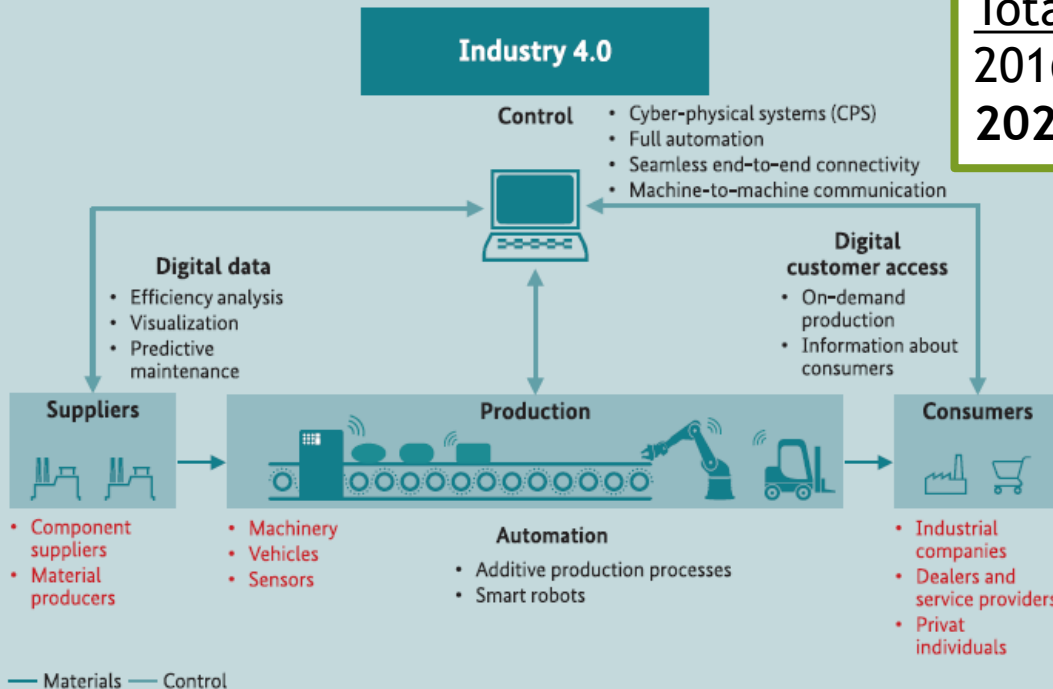 Industry 4.0
Control
• Cyber-physical systems (CPS)
• Full automation
• Seamless end-to-end connectivity
• Machine-to-machine communication
Digital data
• Efficiency analysis
• Visualization
• Predictive
maintenance
Digital
customer access
• On-demand
production
• Information about
consumers
Suppliers
• Component
suppliers
• Material
producers
Production
• Machinery
• Vehicles
• Sensors
Automation
• Additive production processes
• Smart robots
Consumers
• Industrial
companies
• Dealers and
service providers
• Privat
individuals
Materials
Control